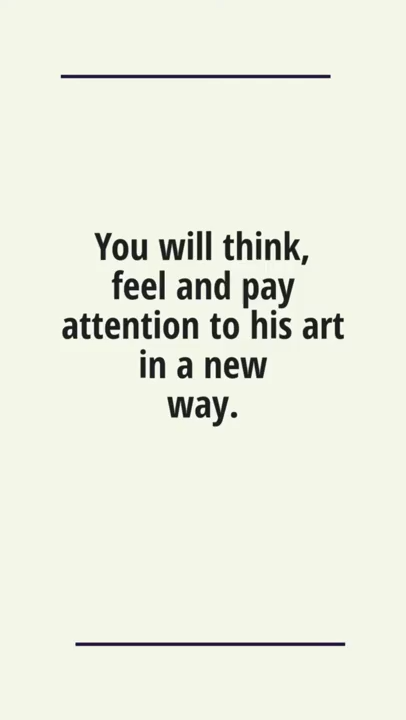 You will think,
feel and pay
attention to his art
in a new
way.